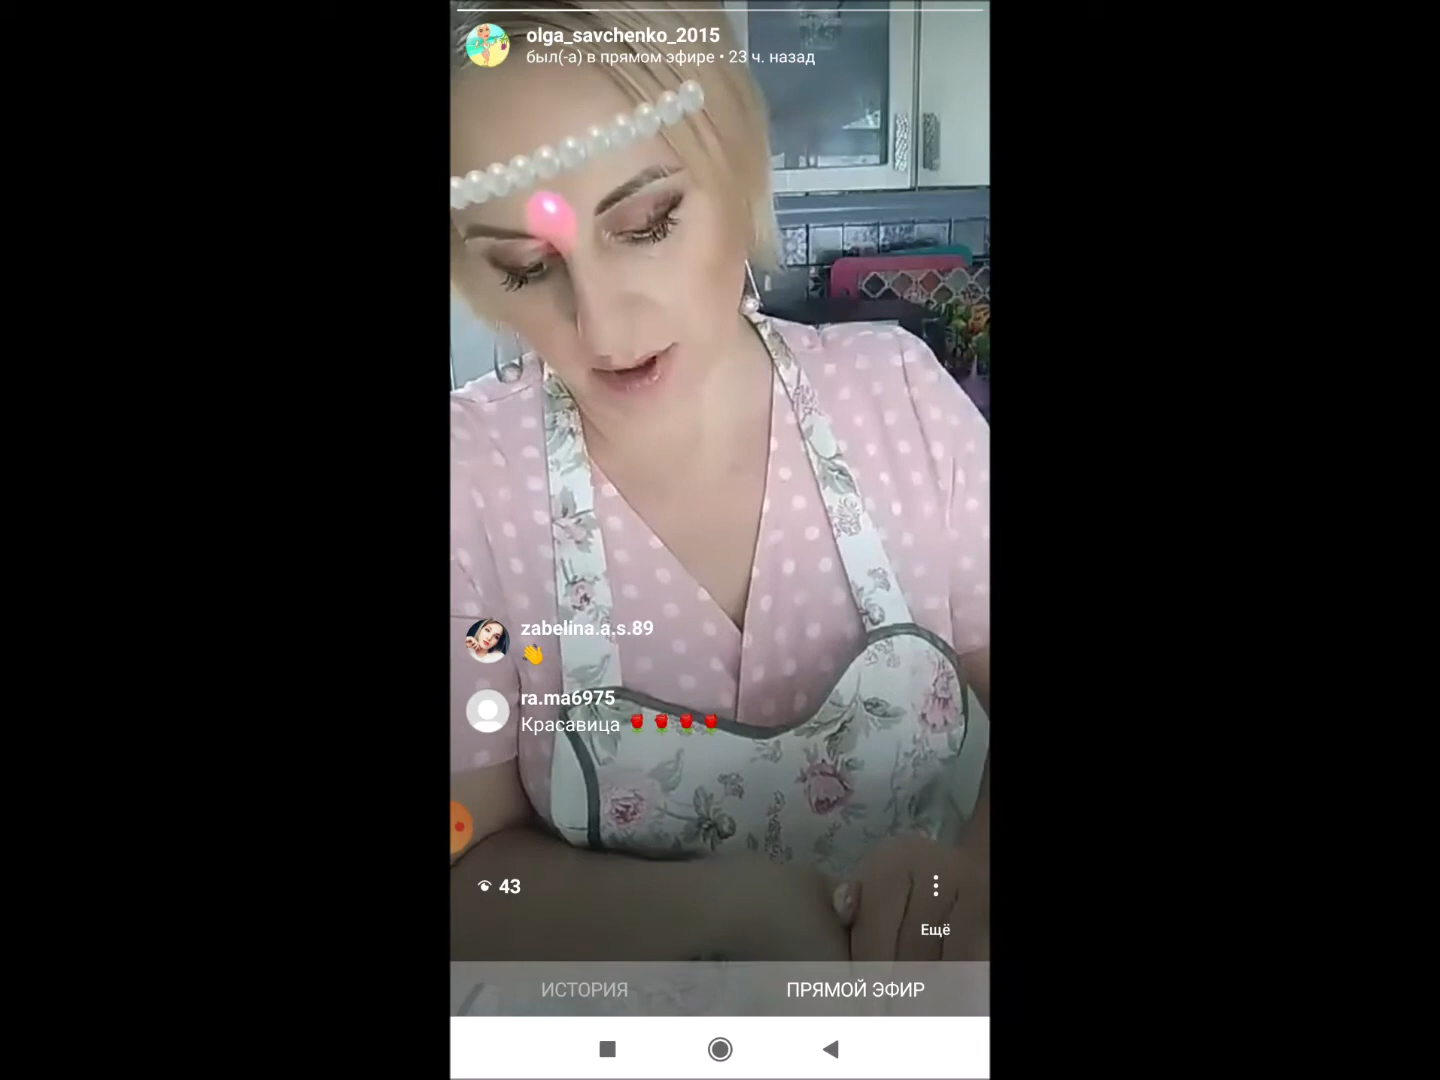 olga_savchenko_2015
был(-а) в прямом эфире • 23 ч. назад
zabelina.a.s.89
👋
ra.ma6975
Красавица 🌹🌹🌹🌹
43
Ещё
ИСТОРИЯ
ПРЯМОЙ ЭФИР